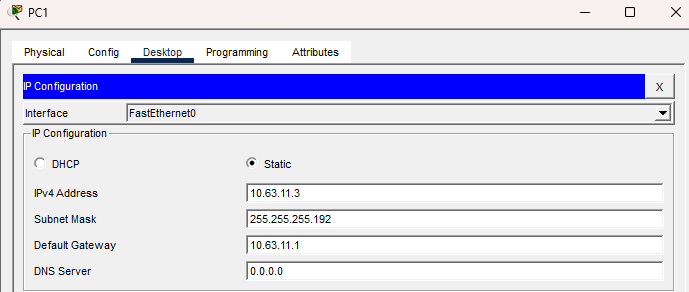 PC1
Physical Config Desktop Programming Attributes
IP Configuration X
Interface FastEthernet0
IP Configuration
DHCP Static
IPv4 Address 10.63.11.3
Subnet Mask 255.255.255.192
Default Gateway 10.63.11.1
DNS Server 0.0.0.0